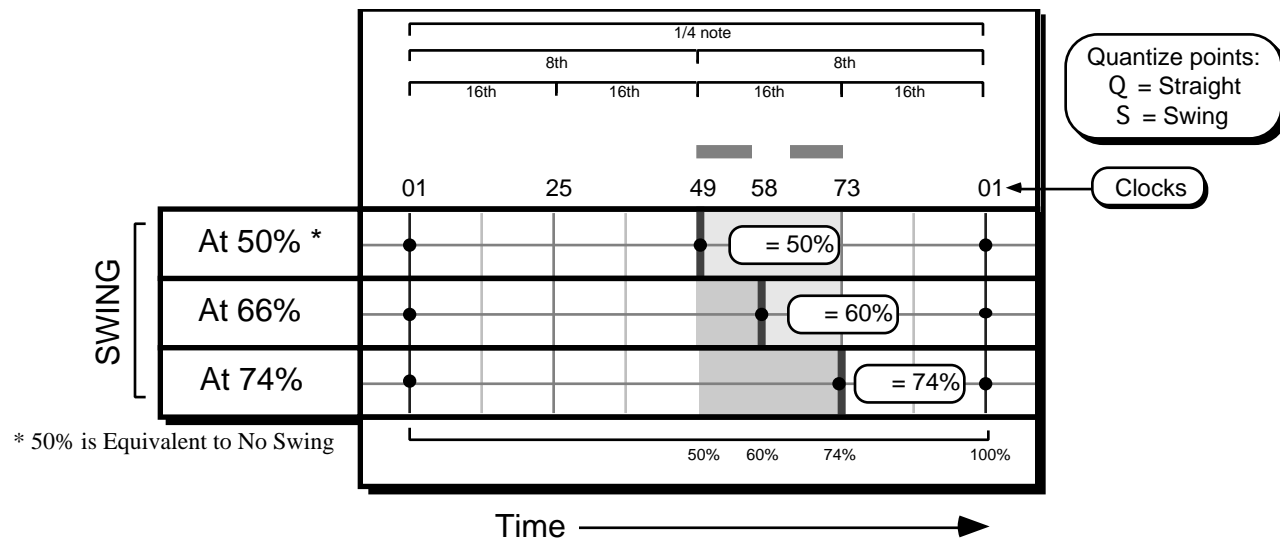 1/4 note
8th 8th
16th 16th 16th 16th
Quantize points:
Q = Straight
S = Swing
01 25 49 58 73 01
Clocks
SWING
At 50% *
= 50%
At 66%
= 60%
At 74%
= 74%
* 50% is Equivalent to No Swing
50% 60% 74% 100%
Time